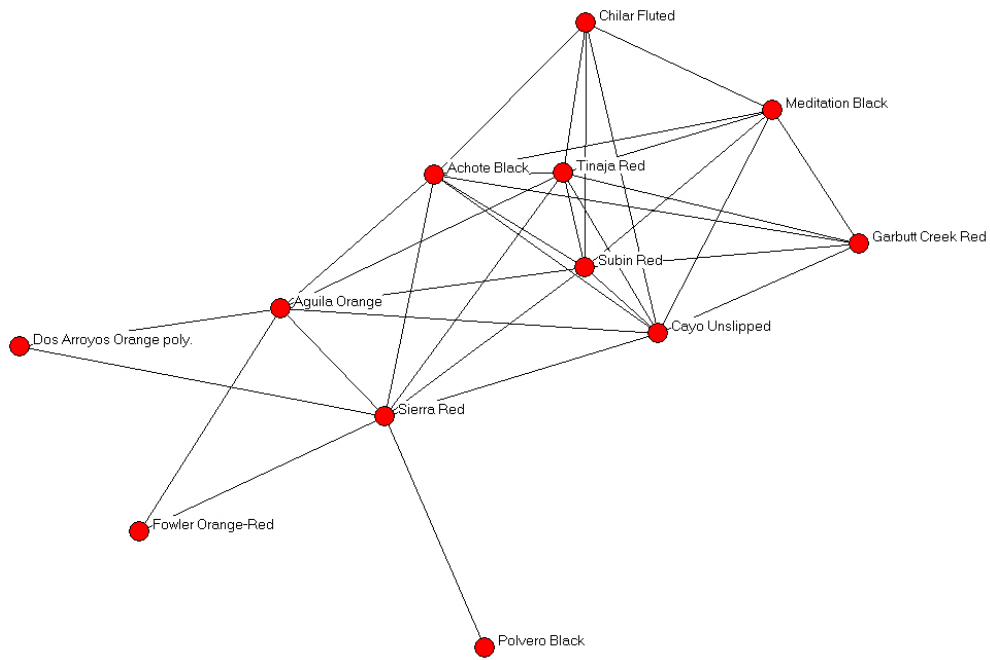 Chilar Fluted
Meditation Black
Achote Black
Tinaja Red
Garbutt Creek Red
Subin Red
Aguila Orange
Cayo Unslipped
Dos Arroyos Orange poly.
Sierra Red
Fowler Orange-Red
Polvero Black